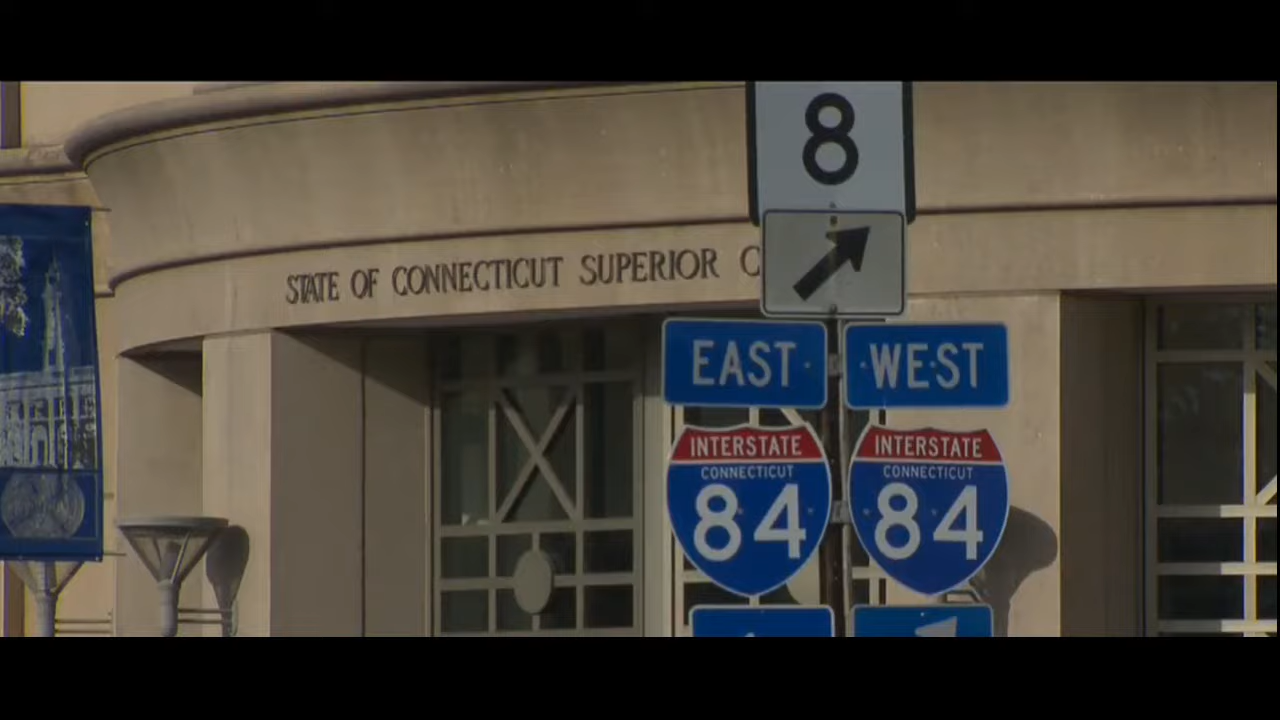 8
STATE OF CONNECTICUT SUPERIOR C
EAST
WEST
INTERSTATE
CONNECTICUT
84
INTERSTATE
CONNECTICUT
84